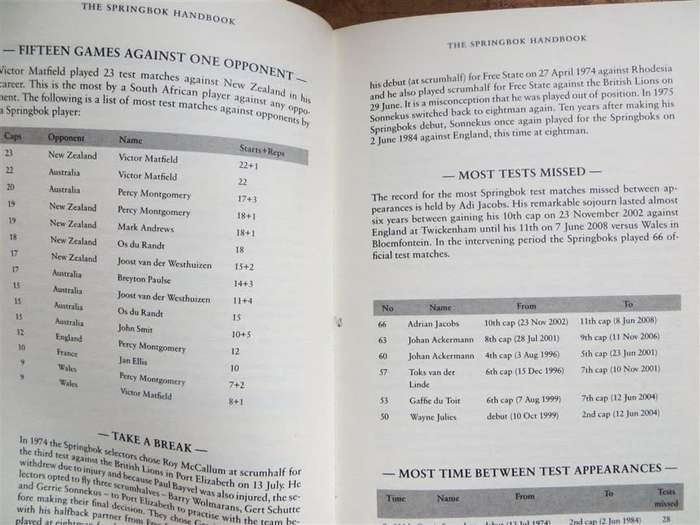 THE SPRINGBOK HANDBOOK
— FIFTEEN GAMES AGAINST ONE OPPONENT —
Victor Matfield played 23 test matches against New Zealand in his
career. This is the most by a South African player against any oppo-
nent. The following is a list of most test matches against opponents by
a Springbok player:
Caps Opponent Name Starts+Reps
23 New Zealand Victor Matfield 22+1
22 Australia Victor Matfield 22
20 Australia Percy Montgomery 17+3
19 New Zealand Percy Montgomery 18+1
19 New Zealand Mark Andrews 18+1
18 New Zealand Os du Randt 18
17 New Zealand Joost van der Westhuizen 15+2
17 Australia Breyton Paulse 14+3
15 Australia Joost van der Westhuizen 11+4
15 Australia Os du Randt 15
15 Australia John Smit 10+5
12 England Percy Montgomery 12
10 France Jan Ellis 10
9 Wales Percy Montgomery 7+2
9 Wales Victor Matfield 8+1
— TAKE A BREAK —
In 1974 the Springbok selectors chose Roy McCallum at scrumhalf for
the third test against the British Lions in Port Elizabeth on 13 July. He
withdrew due to injury and because Paul Bayvel was also injured, the se-
lectors opted to fly three scrumhalves – Barry Wolmarans, Gert Schutte
and Gerrie Sonnekus – to Port Elizabeth to practise with the team be-
fore making their final decision. They chose
with his halfback partner from Free
played at eightman for
THE SPRINGBOK HANDBOOK
his debut (at scrumhalf) for Free State on 27 April 1974 against Rhodesia
and he also played scrumhalf for Free State against the British Lions on
29 June. It is a misconception that he was played out of position. In 1975
Sonnekus switched back to eightman again. Ten years after making his
Springboks debut, Sonnekus once again played for the Springboks on
2 June 1984 against England, this time at eightman.
— MOST TESTS MISSED —
The record for the most Springbok test matches missed between ap-
pearances is held by Adi Jacobs. His remarkable sojourn lasted almost
six years between gaining his 10th cap on 23 November 2002 against
England at Twickenham until his 11th on 7 June 2008 versus Wales in
Bloemfontein. In the intervening period the Springboks played 66 of-
ficial test matches.
No Name From To
66 Adrian Jacobs 10th cap (23 Nov 2002) 11th cap (8 Jun 2008)
63 Johan Ackermann 8th cap (28 Jul 2001) 9th cap (11 Nov 2006)
60 Johan Ackermann 4th cap (3 Aug 1996) 5th cap (23 Jun 2001)
57 Toks van der Linde 6th cap (15 Dec 1996) 7th cap (10 Nov 2001)
53 Gaffie du Toit 6th cap (7 Aug 1999) 7th cap (12 Jun 2004)
50 Wayne Julies debut (10 Oct 1999) 2nd cap (12 Jun 2004)
— MOST TIME BETWEEN TEST APPEARANCES —
Time Name From To Tests missed
2nd cap (2 Jun 1984) 28